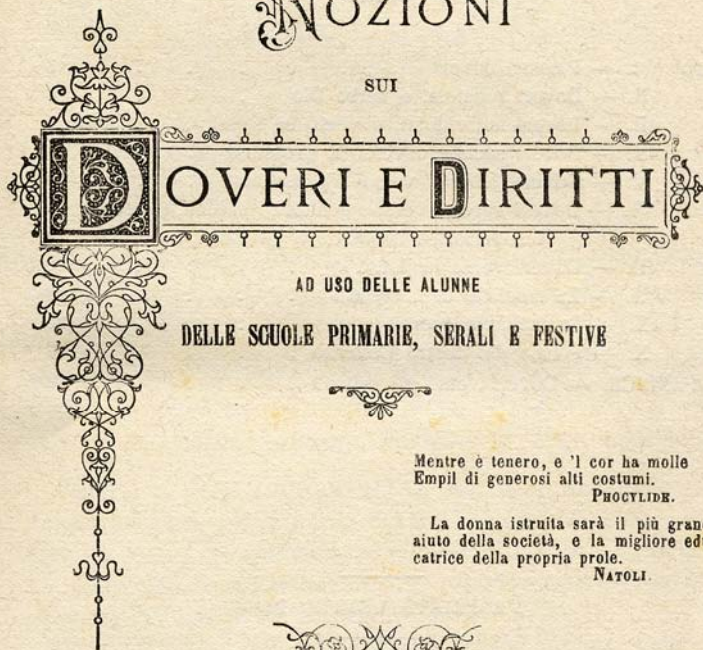 NOZIONI
SUI
DOVERI E DIRITTI
AD USO DELLE ALUNNE
DELLE SCUOLE PRIMARIE, SERALI E FESTIVE
Mentre è tenero, e 'l cor ha molle
Empil di generosi alti costumi.
PHOCYLIDE.
La donna istruita sarà il più
aiuto della società, e la migliore
catrice della propria prole.
NATOLI.